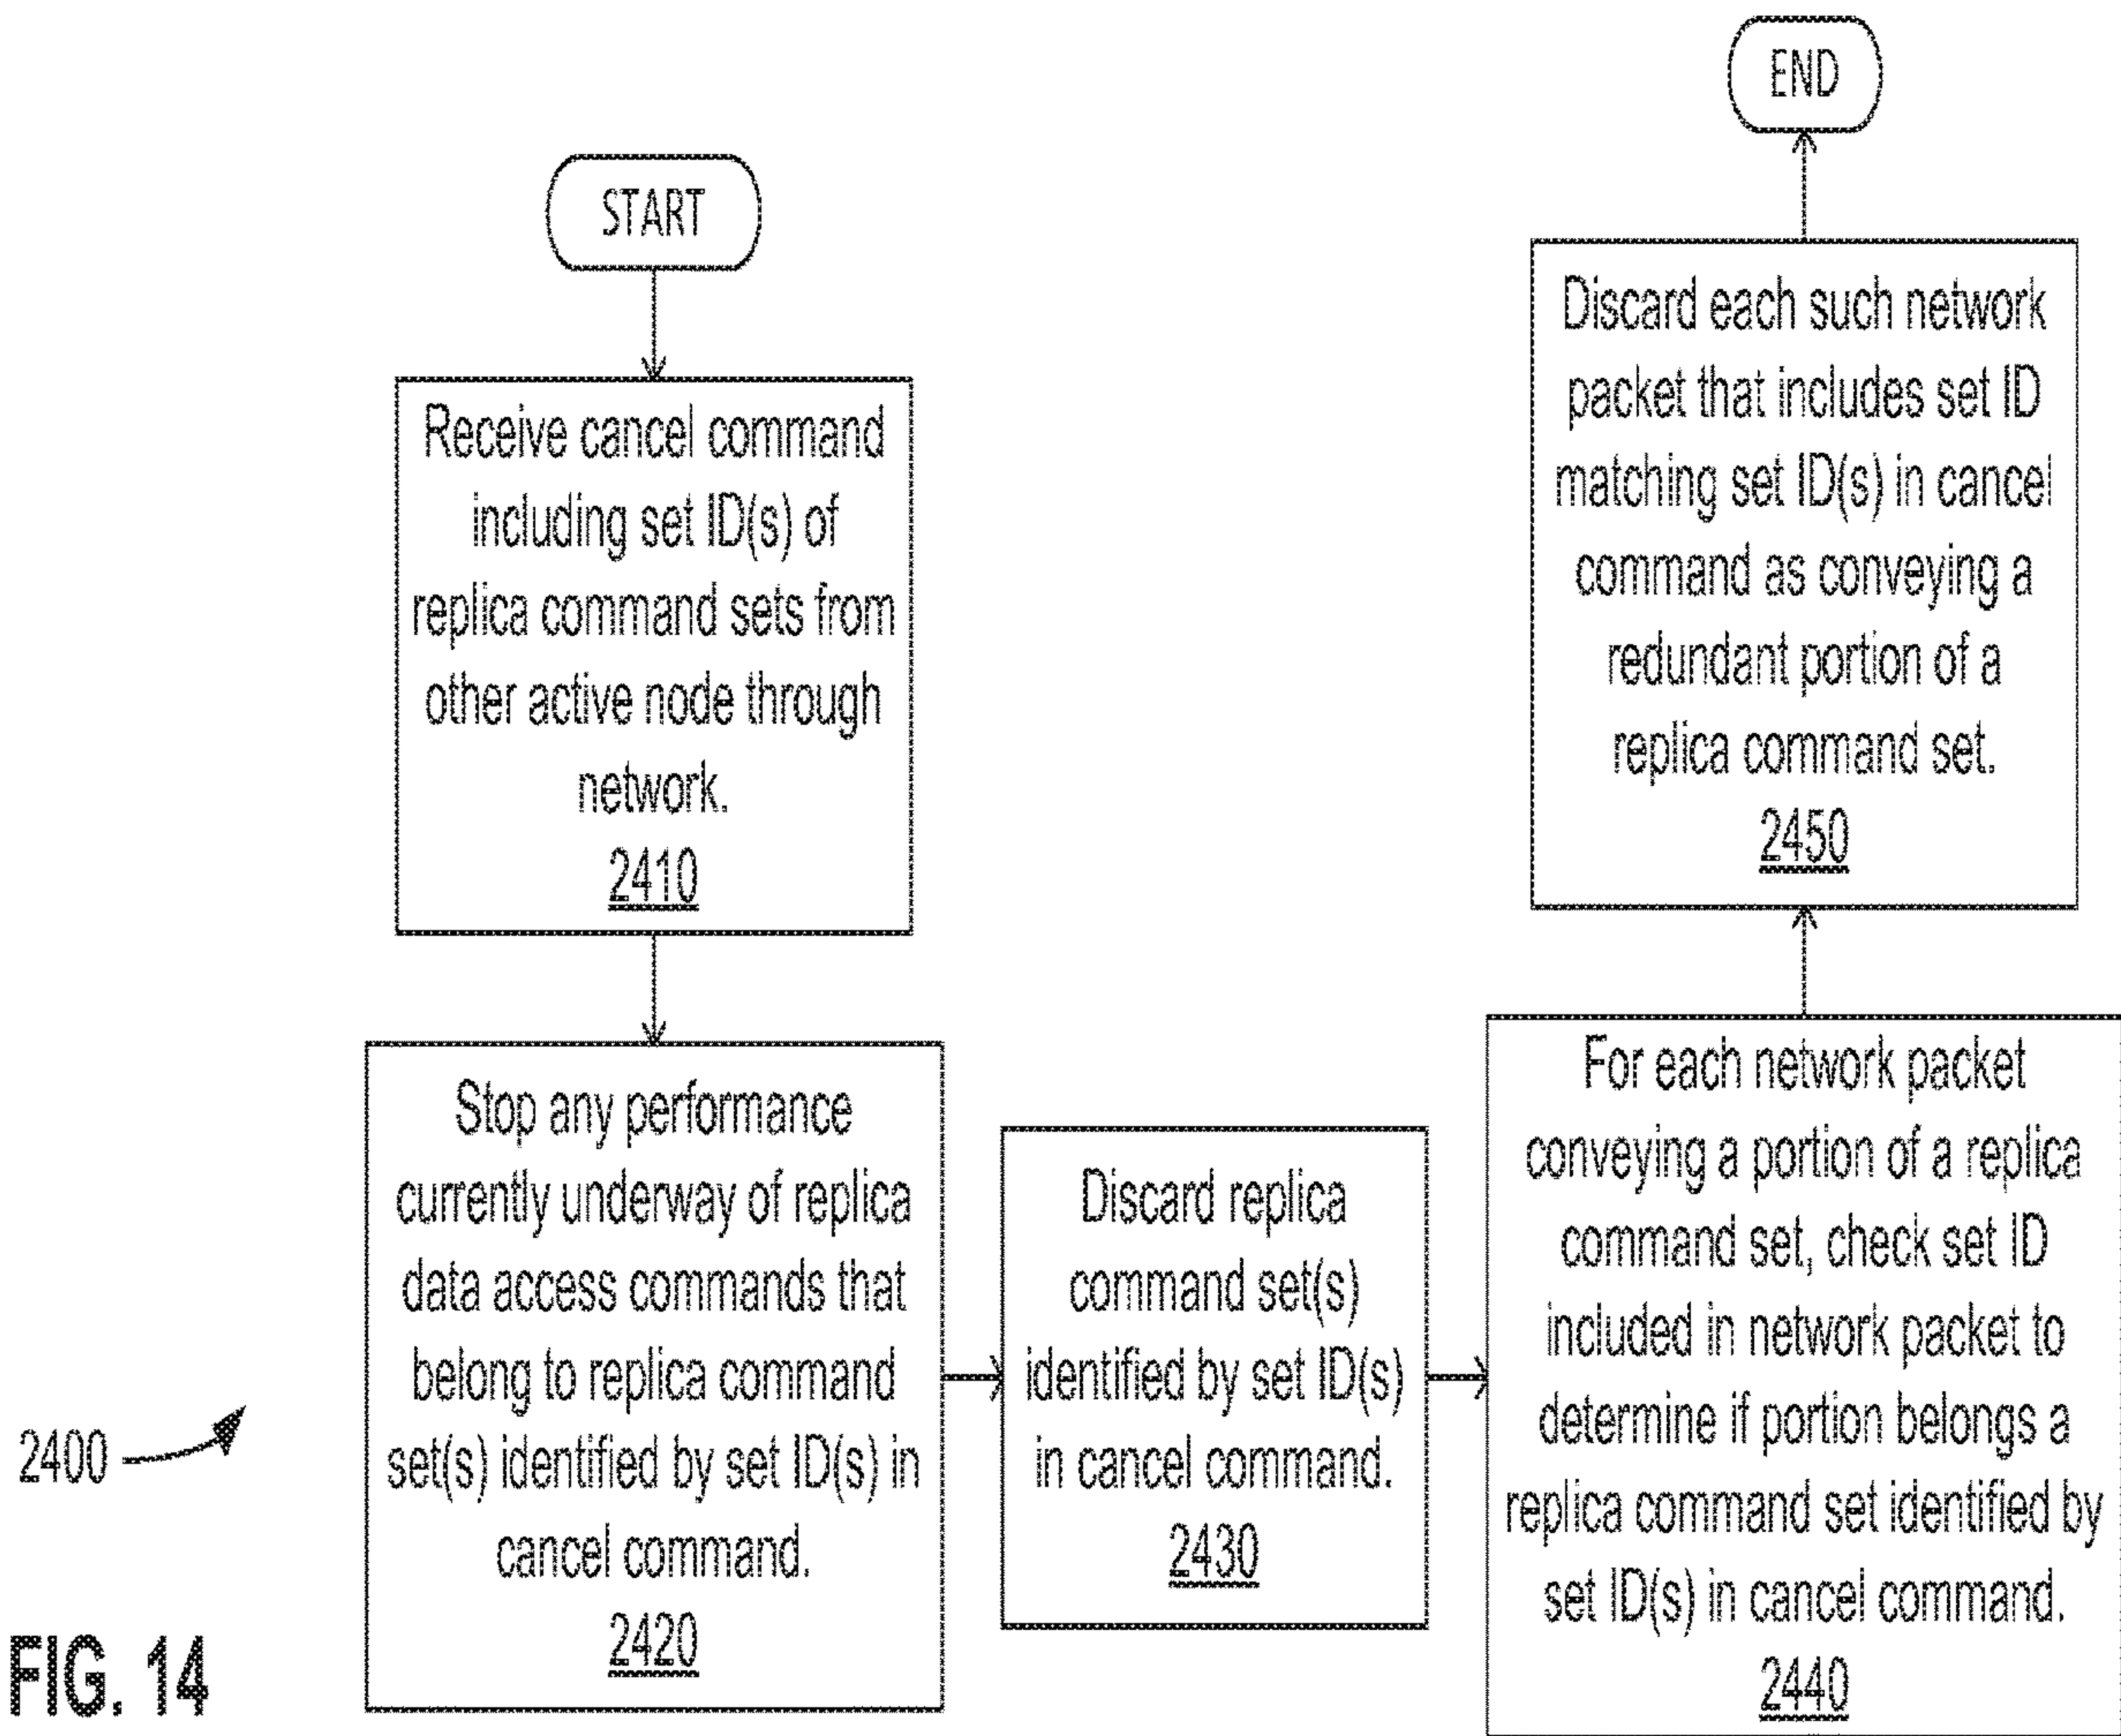 START
Receive cancel command
including set ID(s) of
replica command sets from
other active node through
network.
2410
Stop any performance
currently underway of replica
data access commands that
belong to replica command
set(s) identified by set ID(s) in
cancel command.
2420
Discard replica
command set(s)
identified by set ID(s)
in cancel command.
2430
For each network packet
conveying a portion of a replica
command set, check set ID
included in network packet to
determine if portion belongs a
replica command set identified by
set ID(s) in cancel command.
2440
Discard each such network
packet that includes set ID
matching set ID(s) in cancel
command as conveying a
redundant portion of a
replica command set.
2450
END
2400
FIG. 14